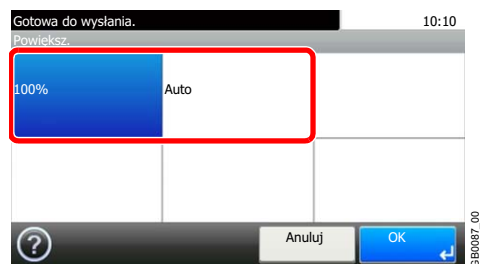 Gotowa do wysłania. 10:10
Powiększ.
100% Auto
? Anuluj OK
GB0087_00